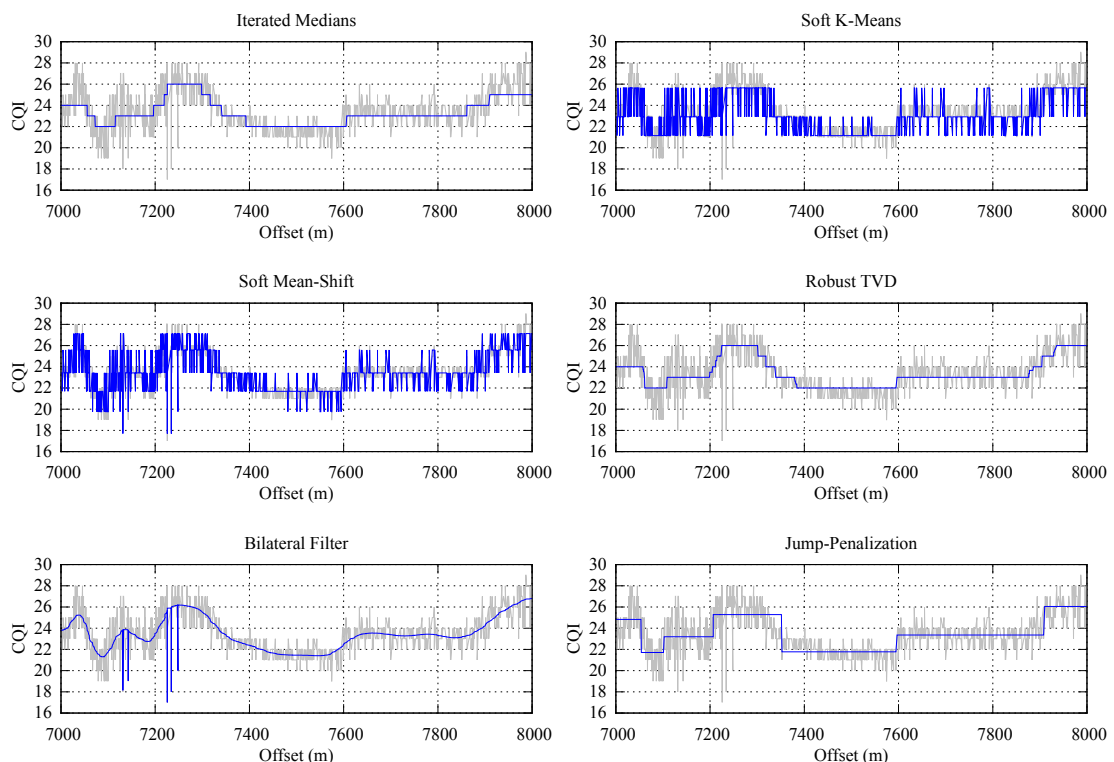 Iterated Medians
30
28
26
24
22
20
18
16
CQI
7000 7200 7400 7600 7800 8000
Offset (m)
Soft K-Means
30
28
26
24
22
20
18
16
CQI
7000 7200 7400 7600 7800 8000
Offset (m)
Soft Mean-Shift
30
28
26
24
22
20
18
16
CQI
7000 7200 7400 7600 7800 8000
Offset (m)
Robust TVD
30
28
26
24
22
20
18
16
CQI
7000 7200 7400 7600 7800 8000
Offset (m)
Bilateral Filter
30
28
26
24
22
20
18
16
CQI
7000 7200 7400 7600 7800 8000
Offset (m)
Jump-Penalization
30
28
26
24
22
20
18
16
CQI
7000 7200 7400 7600 7800 8000
Offset (m)